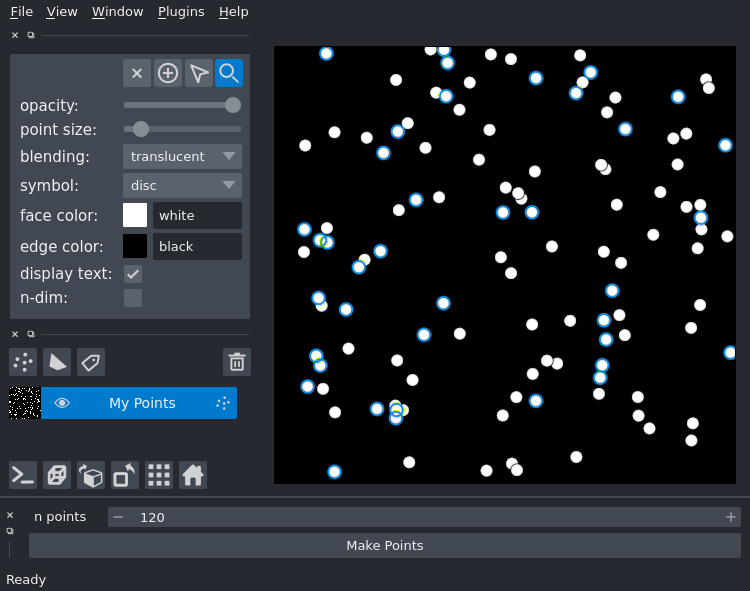 File View Window Plugins Help
opacity:
point size:
blending: translucent
symbol: disc
face color: white
edge color: black
display text:
n-dim:
My Points
n points 120
Make Points
Ready